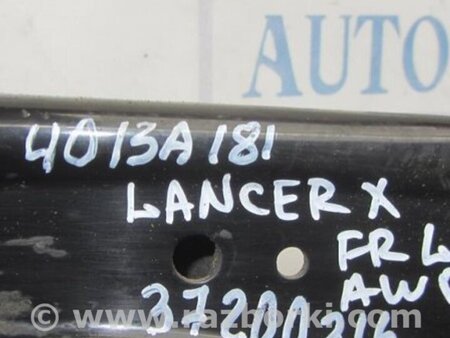 AUTO
4013A181
LANCER X
FR L
AW
www.razborki.com